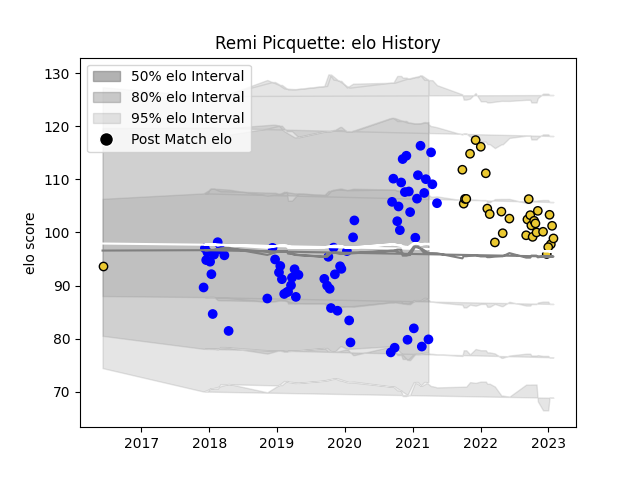 Remi Picquette: elo History
50% elo Interval
80% elo Interval
95% elo Interval
Post Match elo
elo score
130
120
110
100
90
80
70
2017 2018 2019 2020 2021 2022 2023